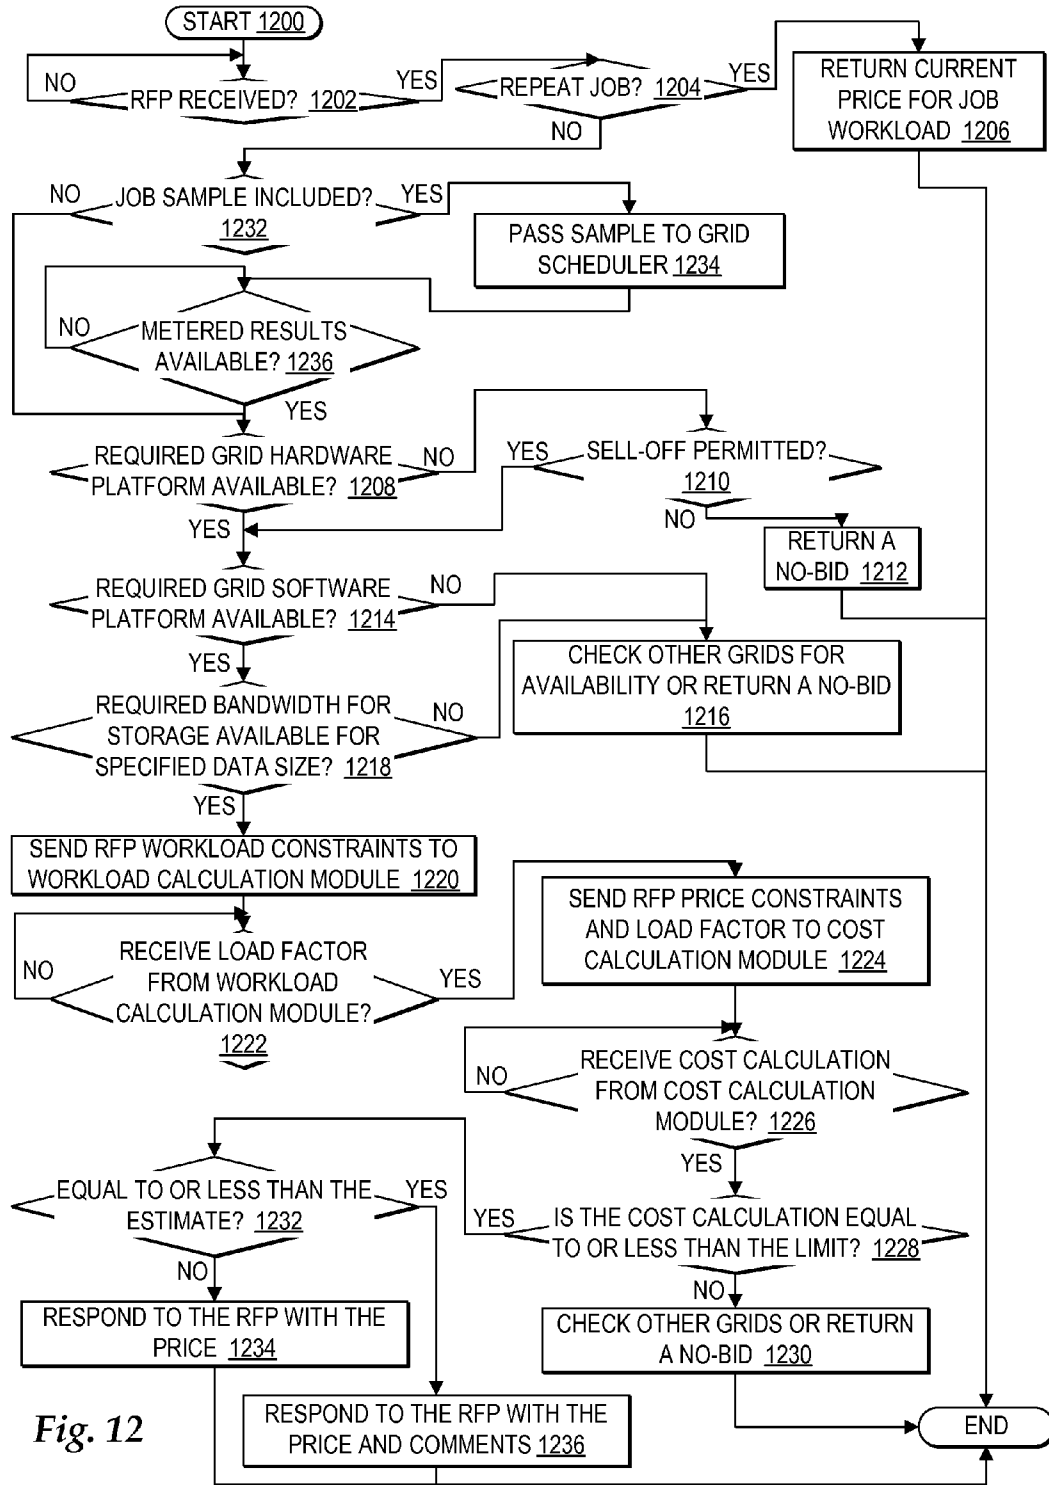 START 1200
NO
RFP RECEIVED? 1202
YES
REPEAT JOB? 1204
YES
RETURN CURRENT
PRICE FOR JOB
WORKLOAD 1206
NO
NO
JOB SAMPLE INCLUDED?
1232
YES
PASS SAMPLE TO GRID
SCHEDULER 1234
NO
METERED RESULTS
AVAILABLE? 1236
YES
REQUIRED GRID HARDWARE
PLATFORM AVAILABLE? 1208
NO
YES
SELL-OFF PERMITTED?
1210
YES
NO
RETURN A
NO-BID 1212
REQUIRED GRID SOFTWARE
PLATFORM AVAILABLE? 1214
NO
YES
CHECK OTHER GRIDS FOR
AVAILABILITY OR RETURN A NO-BID
1216
REQUIRED BANDWIDTH FOR
STORAGE AVAILABLE FOR
SPECIFIED DATA SIZE? 1218
NO
YES
SEND RFP WORKLOAD CONSTRAINTS TO
WORKLOAD CALCULATION MODULE 1220
RECEIVE LOAD FACTOR
FROM WORKLOAD
CALCULATION MODULE?
1222
NO
YES
SEND RFP PRICE CONSTRAINTS
AND LOAD FACTOR TO COST
CALCULATION MODULE 1224
RECEIVE COST CALCULATION
FROM COST CALCULATION
MODULE? 1226
NO
YES
IS THE COST CALCULATION EQUAL
TO OR LESS THAN THE LIMIT? 1228
YES
NO
EQUAL TO OR LESS THAN THE
ESTIMATE? 1232
YES
NO
RESPOND TO THE RFP WITH THE
PRICE 1234
CHECK OTHER GRIDS OR RETURN
A NO-BID 1230
RESPOND TO THE RFP WITH THE
PRICE AND COMMENTS 1236
END
Fig. 12